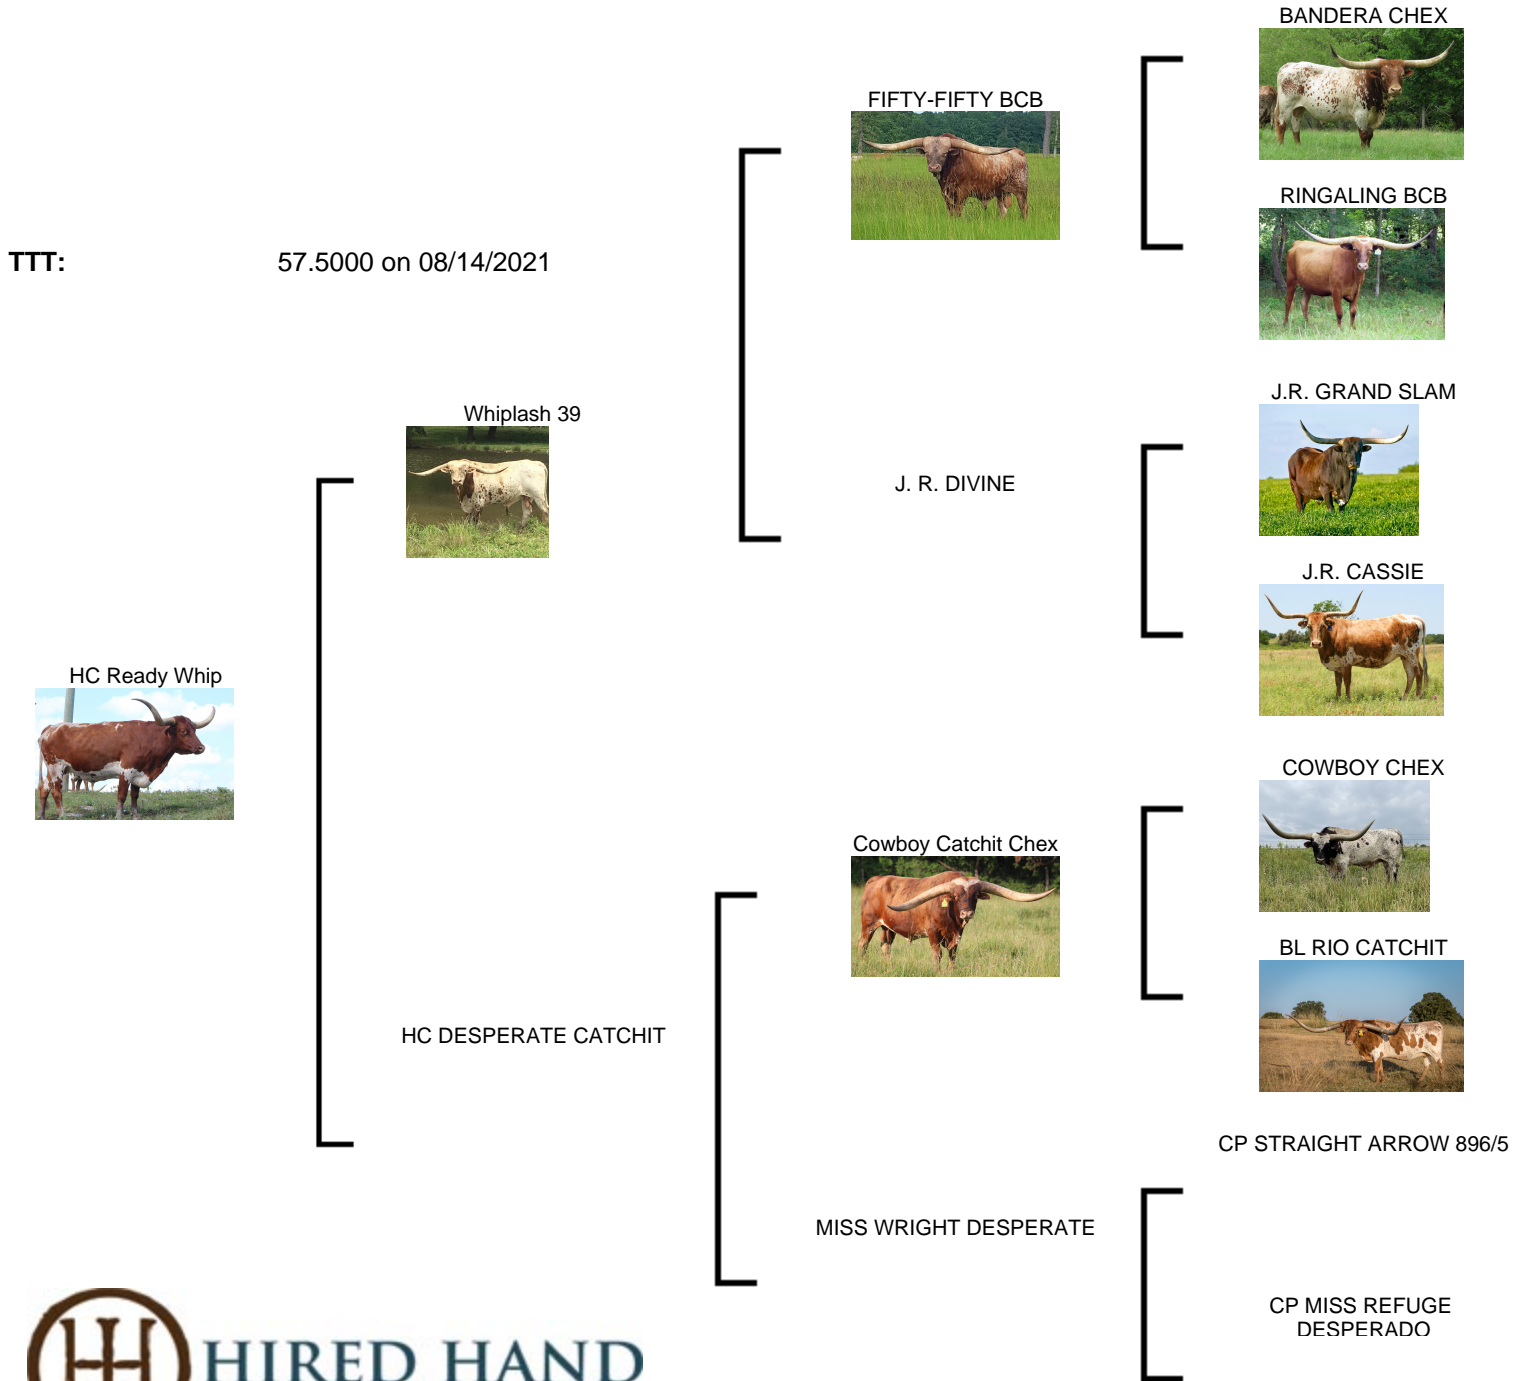 BANDERA CHEX
FIFTY-FIFTY BCB
RINGALING BCB
TTT: 57.5000 on 08/14/2021
J.R. GRAND SLAM
Whiplash 39
J. R. DIVINE
J.R. CASSIE
HC Ready Whip
COWBOY CHEX
Cowboy Catchit Chex
BL RIO CATCHIT
HC DESPERATE CATCHIT
CP STRAIGHT ARROW 896/5
MISS WRIGHT DESPERATE
CP MISS REFUGE
DESPERADO
HIRED HAND